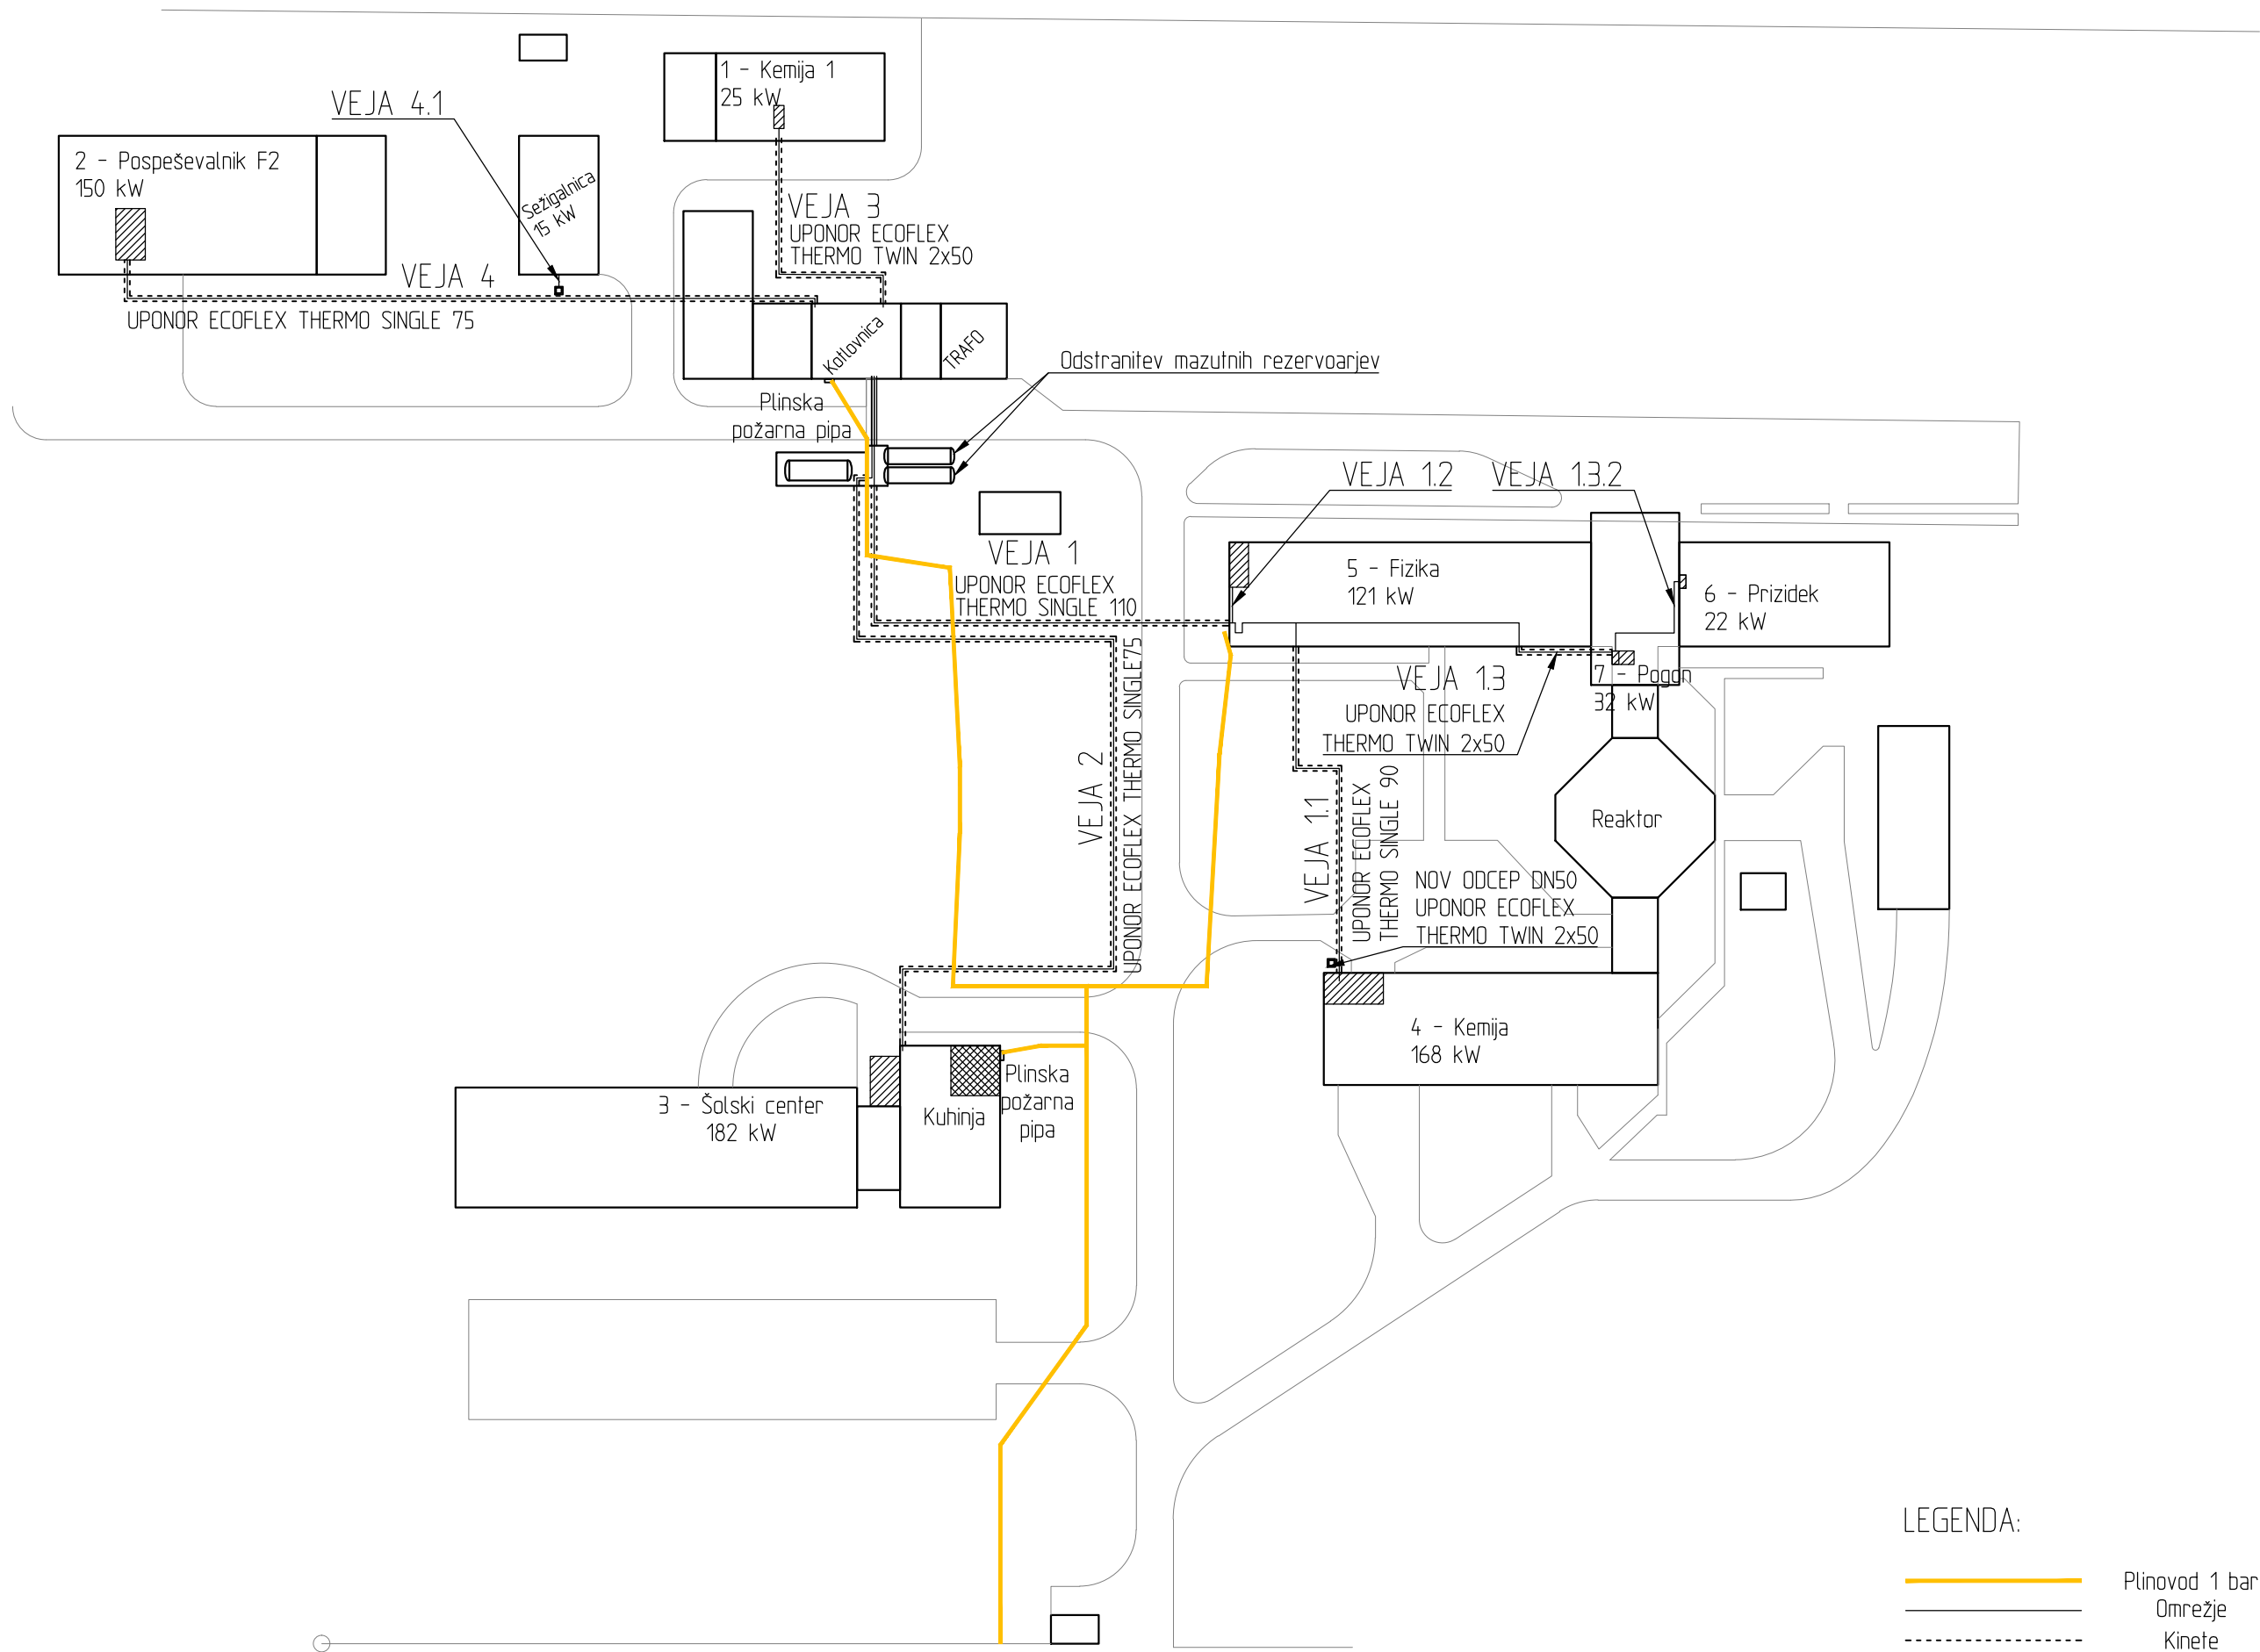 1 - Kemija 1
25 kW
VEJA 4.1
2 - Pospeševalnik F2
150 kW
Sežigalnica
15 kW
VEJA 3
UPONOR ECOFLEX
THERMO TWIN 2x50
VEJA 4
UPONOR ECOFLEX THERMO SINGLE 75
Kotlovnica
TRAFO
Odstranitev mazutnih rezervoarjev
Plinska
požarna pipa
VEJA 1.2
VEJA 1.3.2
VEJA 1
UPONOR ECOFLEX
THERMO SINGLE 110
5 - Fizika
121 kW
6 - Prizidek
22 kW
7 - Pogon
32 kW
VEJA 1.3
UPONOR ECOFLEX
THERMO TWIN 2x50
VEJA 2
UPONOR ECOFLEX THERMO SINGLE75
VEJA 1.1
UPONOR ECOFLEX
THERMO SINGLE 90
Reaktor
NOV ODCEP DN50
UPONOR ECOFLEX
THERMO TWIN 2x50
4 - Kemija
168 kW
3 - Šolski center
182 kW
Kuhinja
Plinska
požarna
pipa
LEGENDA:
Plinovod 1 bar
Omrežje
Kinete